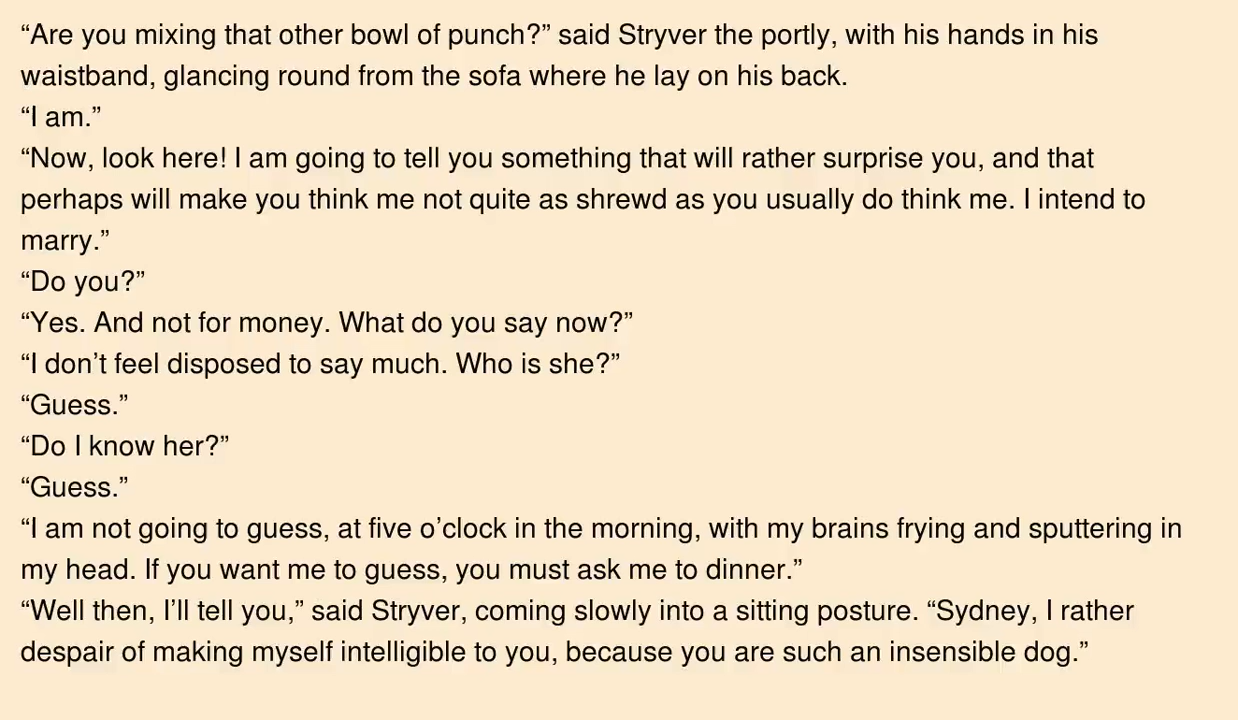 “Are you mixing that other bowl of punch?” said Stryver the portly, with his hands in his
waistband, glancing round from the sofa where he lay on his back.
“I am.”
“Now, look here! I am going to tell you something that will rather surprise you, and that
perhaps will make you think me not quite as shrewd as you usually do think me. I intend to
marry.”
“Do you?”
“Yes. And not for money. What do you say now?”
“I don’t feel disposed to say much. Who is she?”
“Guess.”
“Do I know her?”
“Guess.”
“I am not going to guess, at five o’clock in the morning, with my brains frying and sputtering in
my head. If you want me to guess, you must ask me to dinner.”
“Well then, I’ll tell you,” said Stryver, coming slowly into a sitting posture. “Sydney, I rather
despair of making myself intelligible to you, because you are such an insensible dog.”